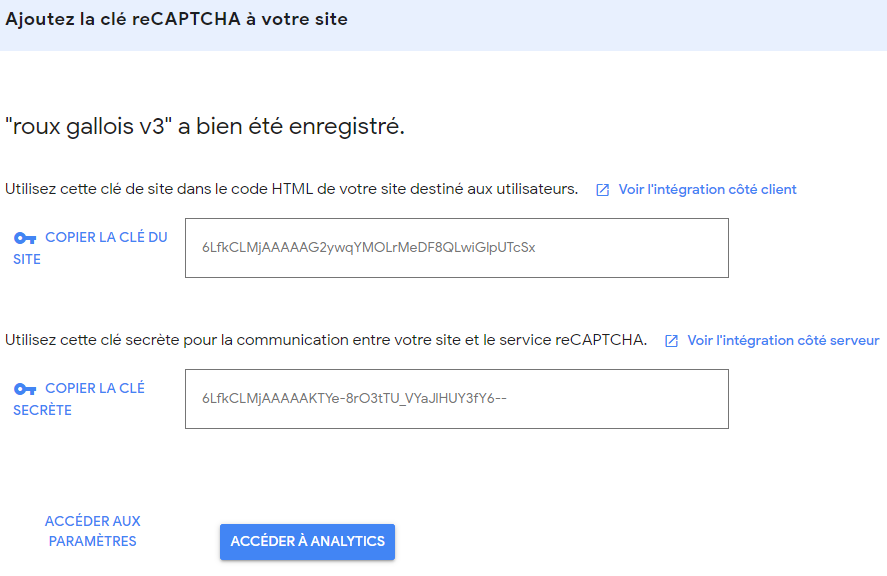 Ajoutez la clé reCAPTCHA à votre site
"roux gallois v3" a bien été enregistré.
Utilisez cette clé de site dans le code HTML de votre site destiné aux utilisateurs. Voir l'intégration côté client
COPIER LA CLÉ DU
SITE
6LfkCLMjAAAAAG2ywqYMOLrMeDF8QLwiGlpUTcSx
Utilisez cette clé secrète pour la communication entre votre site et le service reCAPTCHA. Voir l'intégration côté serveur
COPIER LA CLÉ
SECRÈTE
6LfkCLMjAAAAAKTYe-8rO3tTU_VYaJlHUY3fY6--
ACCÉDER AUX
PARAMÈTRES
ACCÉDER À ANALYTICS